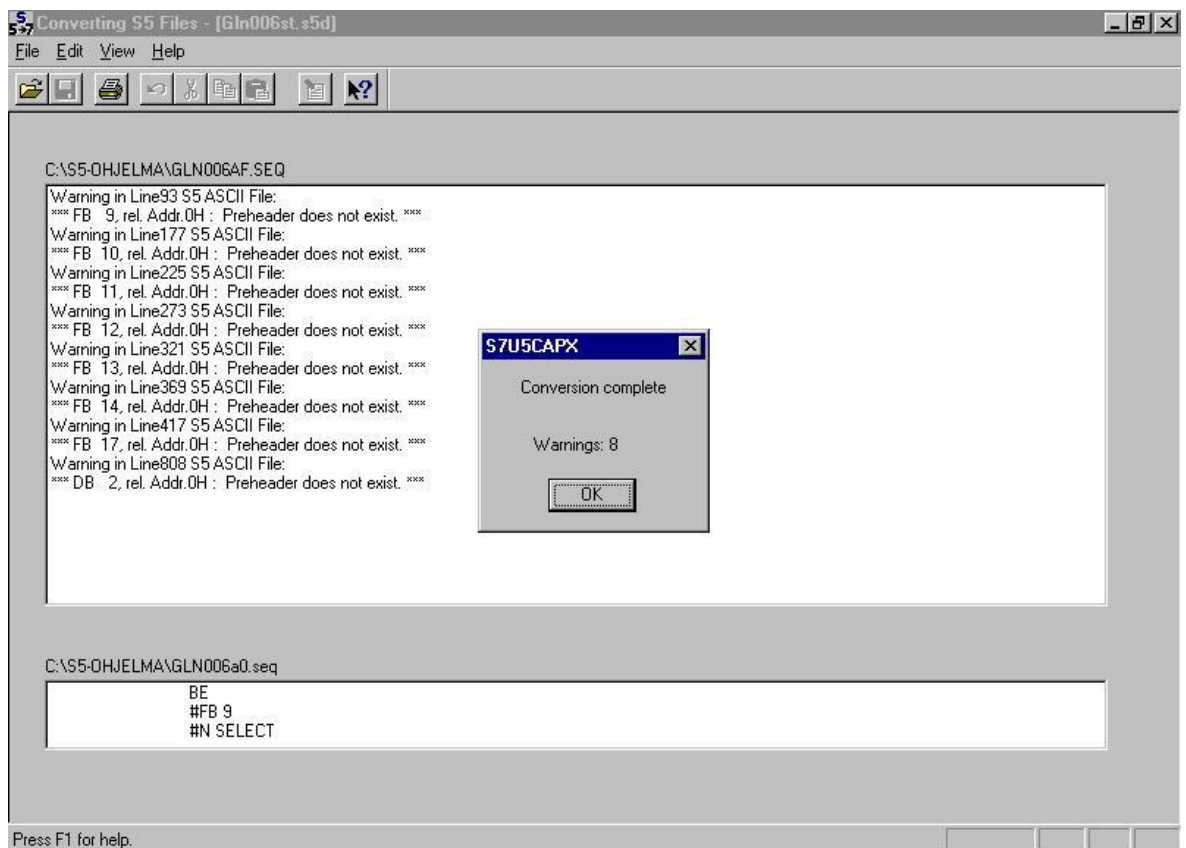 Converting S5 Files - [Gln006st.s5d]
File Edit View Help
C:\S5-OHJELMA\GLN006AF.SEQ
Warning in Line93 S5 ASCII File:
*** FB 9, rel. Addr.0H : Preheader does not exist. ***
Warning in Line177 S5 ASCII File:
*** FB 10, rel. Addr.0H : Preheader does not exist. ***
Warning in Line225 S5 ASCII File:
*** FB 11, rel. Addr.0H : Preheader does not exist. ***
Warning in Line273 S5 ASCII File:
*** FB 12, rel. Addr.0H : Preheader does not exist. ***
Warning in Line321 S5 ASCII File:
*** FB 13, rel. Addr.0H : Preheader does not exist. ***
Warning in Line369 S5 ASCII File:
*** FB 14, rel. Addr.0H : Preheader does not exist. ***
Warning in Line417 S5 ASCII File:
*** FB 17, rel. Addr.0H : Preheader does not exist. ***
Warning in Line808 S5 ASCII File:
*** DB 2, rel. Addr.0H : Preheader does not exist. ***
S7U5CAPX
Conversion complete
Warnings: 8
OK
C:\S5-OHJELMA\GLN006a0.seq
BE
#FB 9
#N SELECT
Press F1 for help.